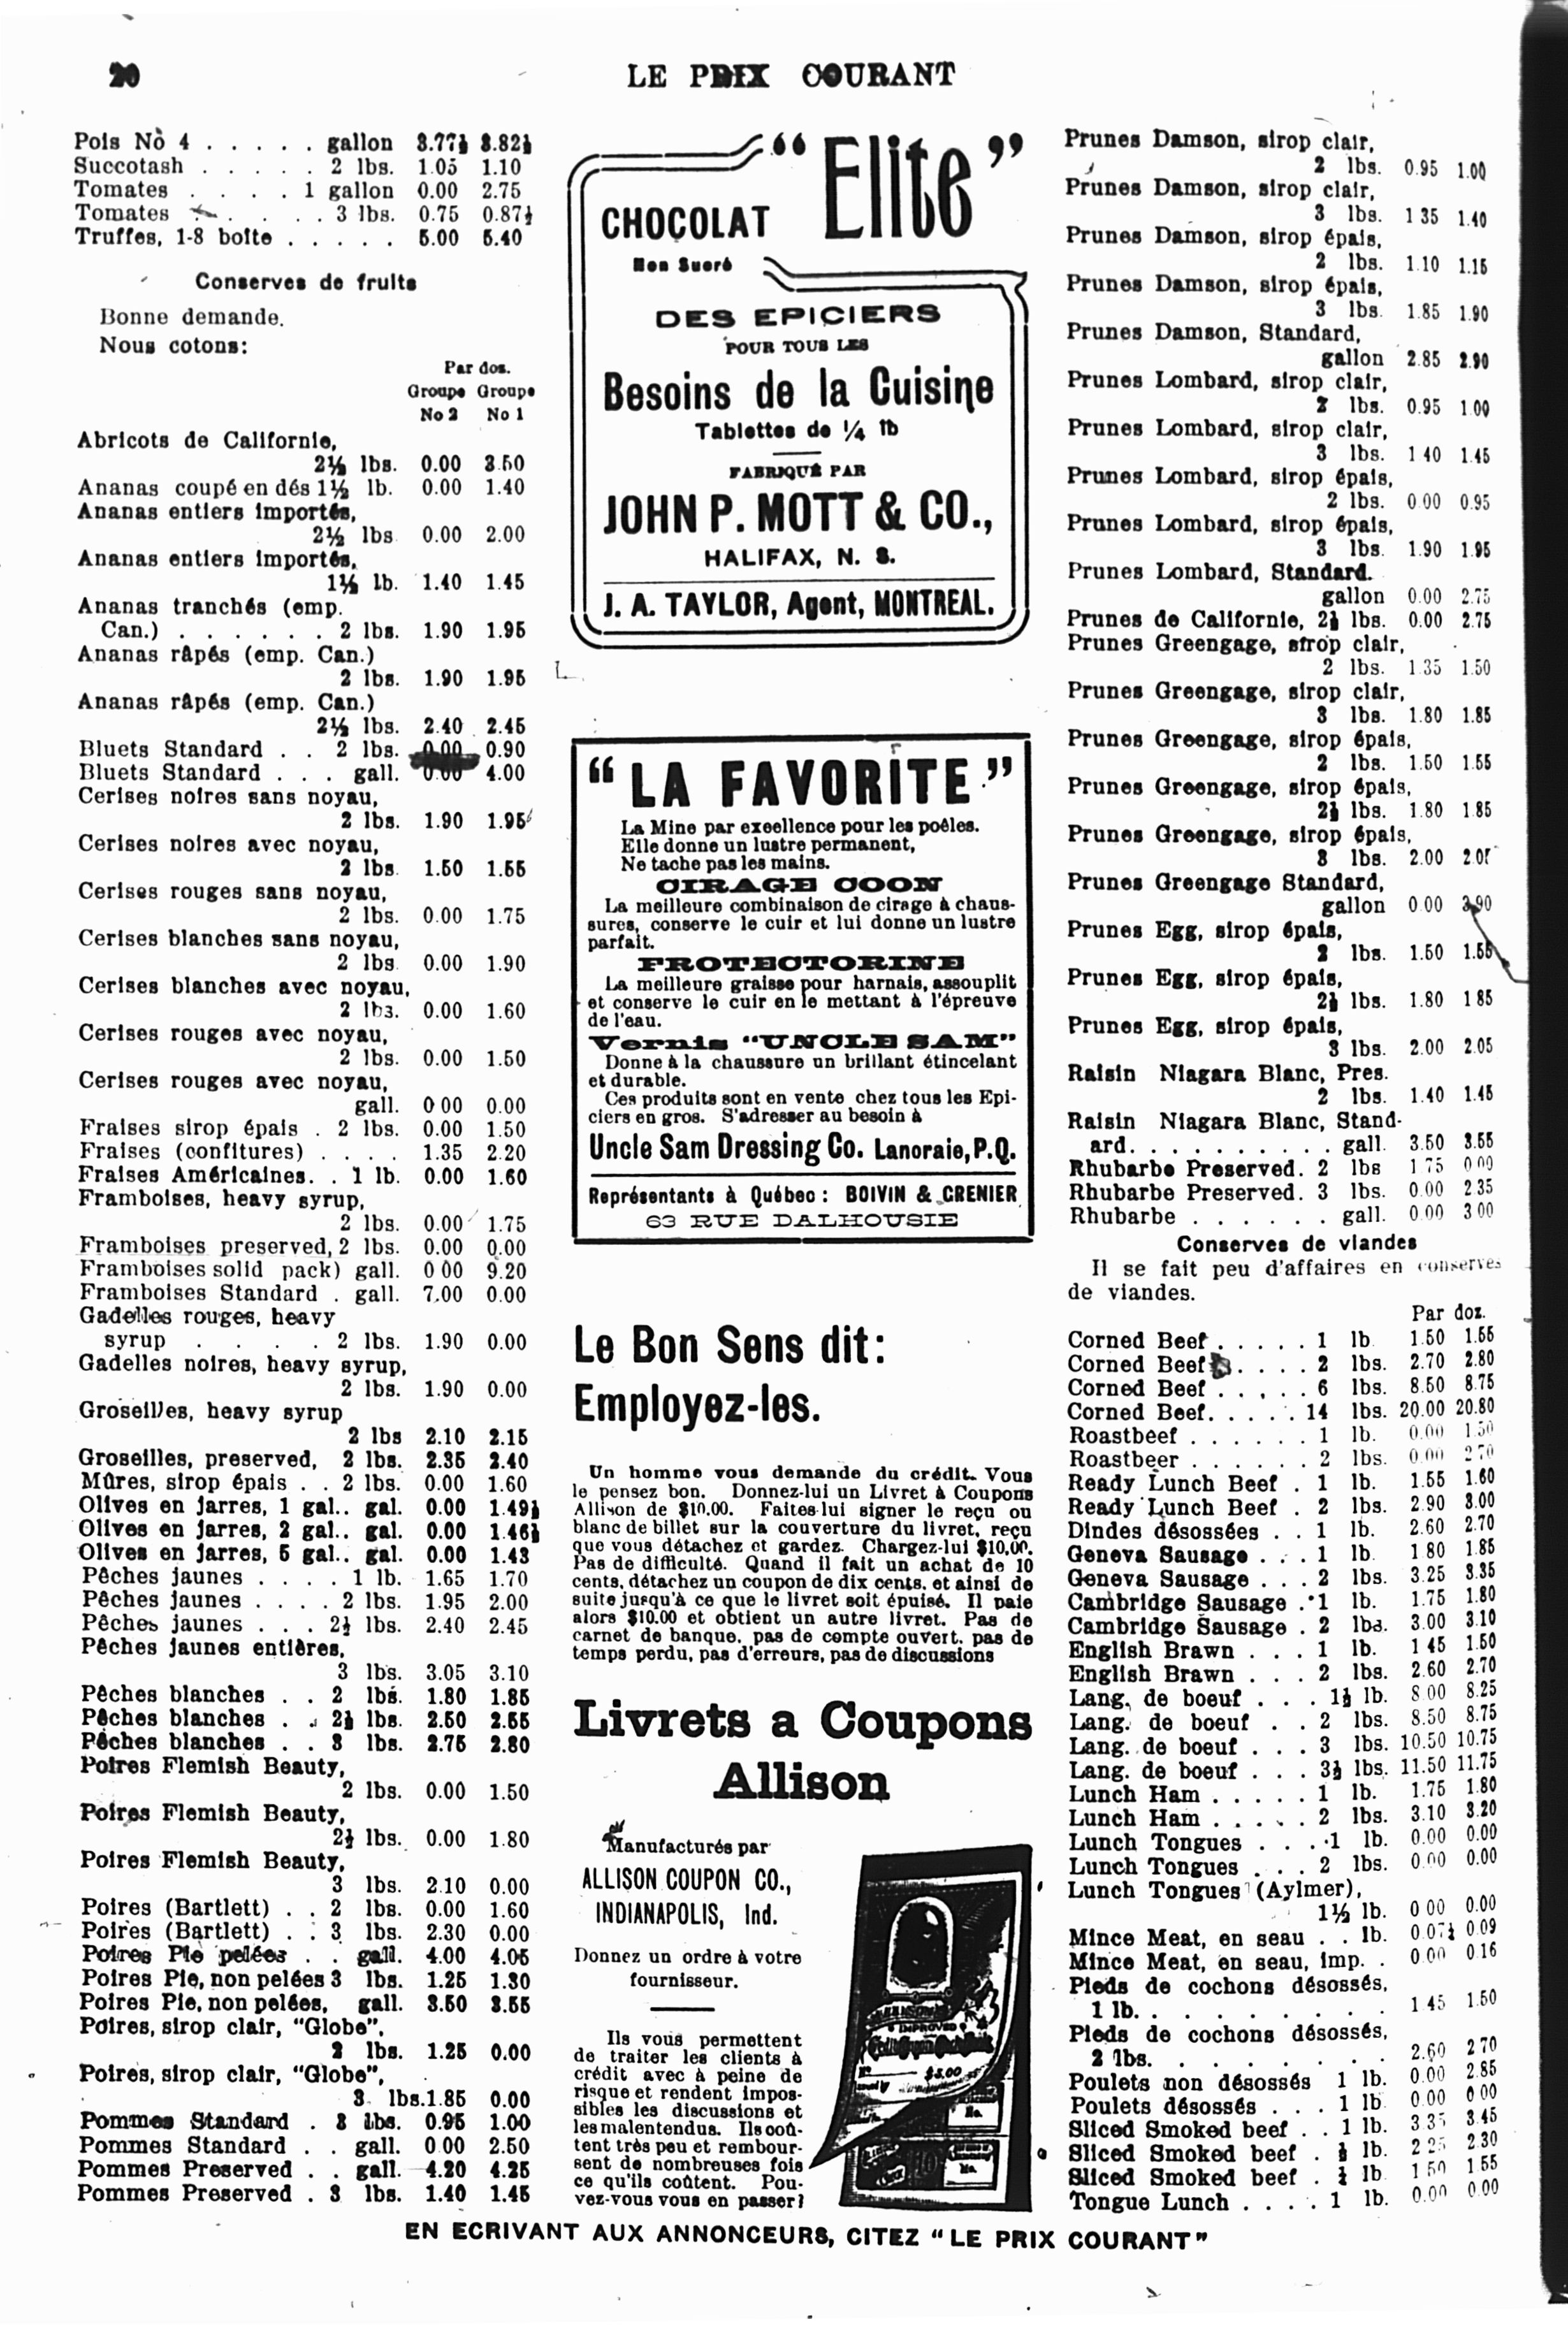 20
LE PRIX COURANT
Pois No 4 . . . . . gallon 3.77½ 3.82½
Succotash . . . . . 2 lbs. 1.05 1.10
Tomates . . . . 1 gallon 0.00 2.75
Tomates . . . . 3 lbs. 0.75 0.87½
Truffes, 1-8 boîte . . . . . 5.00 5.40
Conserves de fruits
Bonne demande.
Nous cotons:
Par doz.
Groupe Groupe
No 2 No 1
Abricots de Californie,
2½ lbs. 0.00 3.50
Ananas coupé en dés 1½ lb. 0.00 1.40
Ananas entiers importés,
2½ lbs 0.00 2.00
Ananas entiers importés,
1½ lb. 1.40 1.45
Ananas tranchés (emp.
Can.) . . . . . . 2 lbs. 1.90 1.95
Ananas râpés (emp. Can.)
2 lbs. 1.90 1.95
Ananas râpés (emp. Can.)
2½ lbs. 2.40 2.45
Bluets Standard . . 2 lbs. 0.00 0.90
Bluets Standard . . . gall. 0.00 4.00
Cerises noires sans noyau,
2 lbs. 1.90 1.95
Cerises noires avec noyau,
2 lbs. 1.50 1.55
Cerises rouges sans noyau,
2 lbs. 0.00 1.75
Cerises blanches sans noyau,
2 lbs. 0.00 1.90
Cerises blanches avec noyau,
2 lbs. 0.00 1.60
Cerises rouges avec noyau,
2 lbs. 0.00 1.50
Cerises rouges avec noyau,
gall. 0 00 0.00
Fraises sirop épais . 2 lbs. 0.00 1.50
Fraises (confitures) . . . . 1.35 2.20
Fraises Américaines. . 1 lb. 0.00 1.60
Framboises, heavy syrup,
2 lbs. 0.00 1.75
Framboises preserved, 2 lbs. 0.00 0.00
Framboises solid pack) gall. 0 00 9.20
Framboises Standard . gall. 7.00 0.00
Gadelles rouges, heavy
syrup . . . . 2 lbs. 1.90 0.00
Gadelles noires, heavy syrup,
2 lbs. 1.90 0.00
Groseilles, heavy syrup
2 lbs 2.10 2.15
Groseilles, preserved, 2 lbs. 2.35 2.40
Mûres, sirop épais . . 2 lbs. 0.00 1.60
Olives en jarres, 1 gal.. gal. 0.00 1.49½
Olives en jarres, 2 gal.. gal. 0.00 1.46½
Olives en jarres, 5 gal.. gal. 0.00 1.43
Pêches jaunes . . . . 1 lb. 1.65 1.70
Pêches jaunes . . . . 2 lbs. 1.95 2.00
Pêches jaunes . . . 2½ lbs. 2.40 2.45
Pêches jaunes entières,
3 lbs. 3.05 3.10
Pêches blanches . . 2 lbs. 1.80 1.85
Pêches blanches . . 2½ lbs. 2.50 2.55
Pêches blanches . . 3 lbs. 2.75 2.80
Poires Flemish Beauty,
2 lbs. 0.00 1.50
Poires Flemish Beauty,
2½ lbs. 0.00 1.80
Poires Flemish Beauty,
3 lbs. 2.10 0.00
Poires (Bartlett) . . 2 lbs. 0.00 1.60
Poires (Bartlett) . . 3 lbs. 2.30 0.00
Poires Pie pelées . . gall. 4.00 4.05
Poires Pie, non pelées 3 lbs. 1.25 1.30
Poires Pie, non pelées, gall. 3.50 3.55
Poires, sirop clair, "Globe",
2 lbs. 1.25 0.00
Poires, sirop clair, "Globe",
3 lbs. 1.85 0.00
Pommes Standard . 3 lbs. 0.95 1.00
Pommes Standard . . gall. 0 00 2.50
Pommes Preserved . . gall. 4.20 4.25
Pommes Preserved . 3 lbs. 1.40 1.45
"Elite"
CHOCOLAT
Non Sucré
DES EPICIERS
POUR TOUS LES
Besoins de la Cuisine
Tablettes de ¼ lb
FABRIQUÉ PAR
JOHN P. MOTT & CO.,
HALIFAX, N. S.
J. A. TAYLOR, Agent, MONTREAL.
"LA FAVORITE"
La Mine par exeellence pour les poêles.
Elle donne un lustre permanent,
Ne tache pas les mains.
CIRAGE COON
La meilleure combinaison de cirage à chaus-
sures, conserve le cuir et lui donne un lustre
parfait.
PROTECTORINE
La meilleure graisse pour harnais, assouplit
et conserve le cuir en le mettant à l'épreuve
de l'eau.
Vernis "UNCLE SAM"
Donne à la chaussure un brillant étincelant
et durable.
Ces produits sont en vente chez tous les Epi-
ciers en gros. S'adresser au besoin à
Uncle Sam Dressing Co. Lanoraie, P.Q.
Représentants à Québec: BOIVIN & GRENIER
63 RUE DALHOUSIE
Le Bon Sens dit:
Employez-les.
Un homme vous demande du crédit. Vous
le pensez bon. Donnez-lui un Livret à Coupons
Allison de $10.00. Faites-lui signer le reçu ou
blanc de billet sur la couverture du livret, reçu
que vous détachez et gardez. Chargez-lui $10.00.
Pas de difficulté. Quand il fait un achat de 10
cents, détachez un coupon de dix cents, et ainsi de
suite jusqu'à ce que le livret soit épuisé. Il paie
alors $10.00 et obtient un autre livret. Pas de
carnet de banque, pas de compte ouvert, pas de
temps perdu, pas d'erreurs, pas de discussions
Livrets a Coupons
Allison
Manufacturés par
ALLISON COUPON CO.,
INDIANAPOLIS, Ind.
Donnez un ordre à votre
fournisseur.
Ils vous permettent
de traiter les clients à
crédit avec à peine de
risque et rendent impos-
sibles les discussions et
les malentendus. Ils coû-
tent très peu et rembour-
sent de nombreuses fois
ce qu'ils coûtent. Pou-
vez-vous vous en passer?
IMPROVED
$5.00
Prunes Damson, sirop clair,
2 lbs. 0.95 1.00
Prunes Damson, sirop clair,
3 lbs. 1 35 1.40
Prunes Damson, sirop épais,
2 lbs. 1.10 1.15
Prunes Damson, sirop épais,
3 lbs. 1.85 1.90
Prunes Damson, Standard,
gallon 2.85 2.90
Prunes Lombard, sirop clair,
2 lbs. 0.95 1.00
Prunes Lombard, sirop clair,
3 lbs. 1 40 1.45
Prunes Lombard, sirop épais,
2 lbs. 0 00 0.95
Prunes Lombard, sirop épais,
3 lbs. 1.90 1.95
Prunes Lombard, Standard.
gallon 0.00 2.75
Prunes de Californie, 2½ lbs. 0.00 2.75
Prunes Greengage, sirop clair,
2 lbs. 1.35 1.50
Prunes Greengage, sirop clair,
3 lbs. 1.80 1.85
Prunes Greengage, sirop épais,
2 lbs. 1.50 1.55
Prunes Greengage, sirop épais,
2½ lbs. 1.80 1.85
Prunes Greengage, sirop épais,
3 lbs. 2.00
Prunes Greengage Standard,
gallon 0 00 3.90
Prunes Egg, sirop épais,
2 lbs. 1.50 1.55
Prunes Egg, sirop épais,
2½ lbs. 1.80 1 85
Prunes Egg, sirop épais,
3 lbs. 2.00 2.05
Raisin Niagara Blanc, Pres.
2 lbs. 1.40 1.45
Raisin Niagara Blanc, Stand-
ard. . . . . . . . . . gall. 3.50 3.55
Rhubarbe Preserved. 2 lbs 1 75 0 00
Rhubarbe Preserved. 3 lbs. 0.00 2 35
Rhubarbe . . . . . . gall. 0 00 3 00
Conserves de viandes
Il se fait peu d'affaires en conserves
de viandes.
Par doz.
Corned Beef . . . . . 1 lb 1.50 1.55
Corned Beef . . . . 2 lbs. 2.70 2.80
Corned Beef . . . . . 6 lbs. 8.50 8.75
Corned Beef. . . . . 14 lbs. 20.00 20.80
Roastbeef . . . . . . 1 lb. 0.00 1.50
Roastbeer . . . . . . 2 lbs. 0.00 2 70
Ready Lunch Beef . 1 lb. 1.55 1.60
Ready Lunch Beef . 2 lbs. 2.90 3.00
Dindes désossées . . 1 lb. 2.60 2.70
Geneva Sausage . . . 1 lb. 1 80 1.85
Geneva Sausage . . . 2 lbs. 3.25 3.35
Cambridge Sausage . 1 lb. 1.75 1.80
Cambridge Sausage . 2 lbs. 3.00 3.10
English Brawn . . . 1 lb. 1 45 1.50
English Brawn . . . 2 lbs. 2.60 2.70
Lang. de boeuf . . . 1½ lb. 8 00 8.25
Lang. de boeuf . . 2 lbs. 8.50 8.75
Lang. de boeuf . . . 3 lbs. 10.50 10.75
Lang. de boeuf . . . 3½ lbs. 11.50 11.75
Lunch Ham . . . . . 1 lb. 1.75 1.80
Lunch Ham . . . . . 2 lbs. 3.10 3.20
Lunch Tongues . . . 1 lb. 0.00 0.00
Lunch Tongues . . . 2 lbs. 0.00 0.00
Lunch Tongues (Aylmer),
1½ lb. 0 00 0.00
Mince Meat, en seau . . lb. 0.07½ 0.09
Mince Meat, en seau, imp. . 0.00 0.16
Pieds de cochons désossés,
1 lb. . . . . . . . . . 1 45 1.50
Pieds de cochons désossés,
2 lbs. . . . . . . . . 2.60 2 70
Poulets non désossés 1 lb. 0.00 2.85
Poulets désossés . . . 1 lb 0.00 0 00
Sliced Smoked beef . . 1 lb. 3.35 3.45
Sliced Smoked beef . ½ lb. 2 25 2.30
Sliced Smoked beef . ¼ lb 1 50 1 55
Tongue Lunch . . . . 1 lb. 0.00 0.00
EN ECRIVANT AUX ANNONCEURS, CITEZ "LE PRIX COURANT"